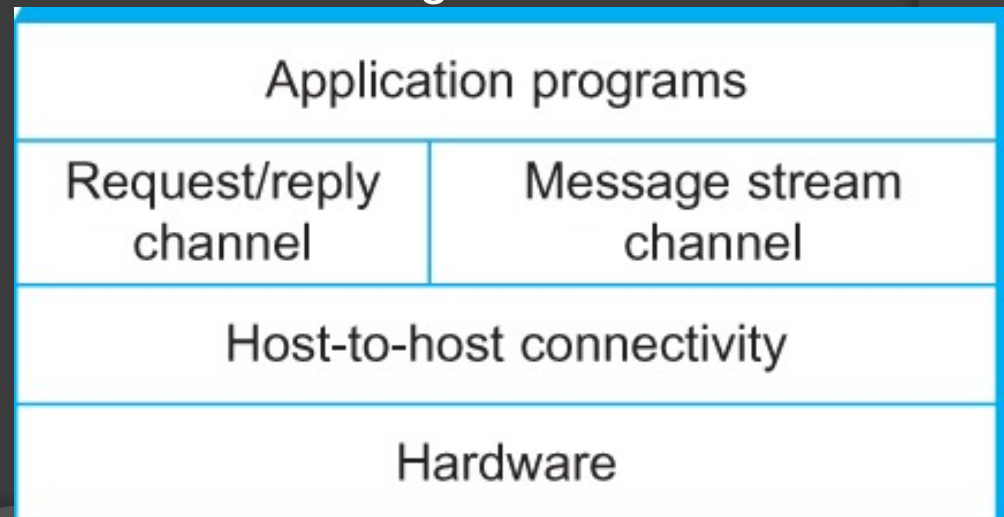 Application programs
Request/reply
channel
Message stream
channel
Host-to-host connectivity
Hardware